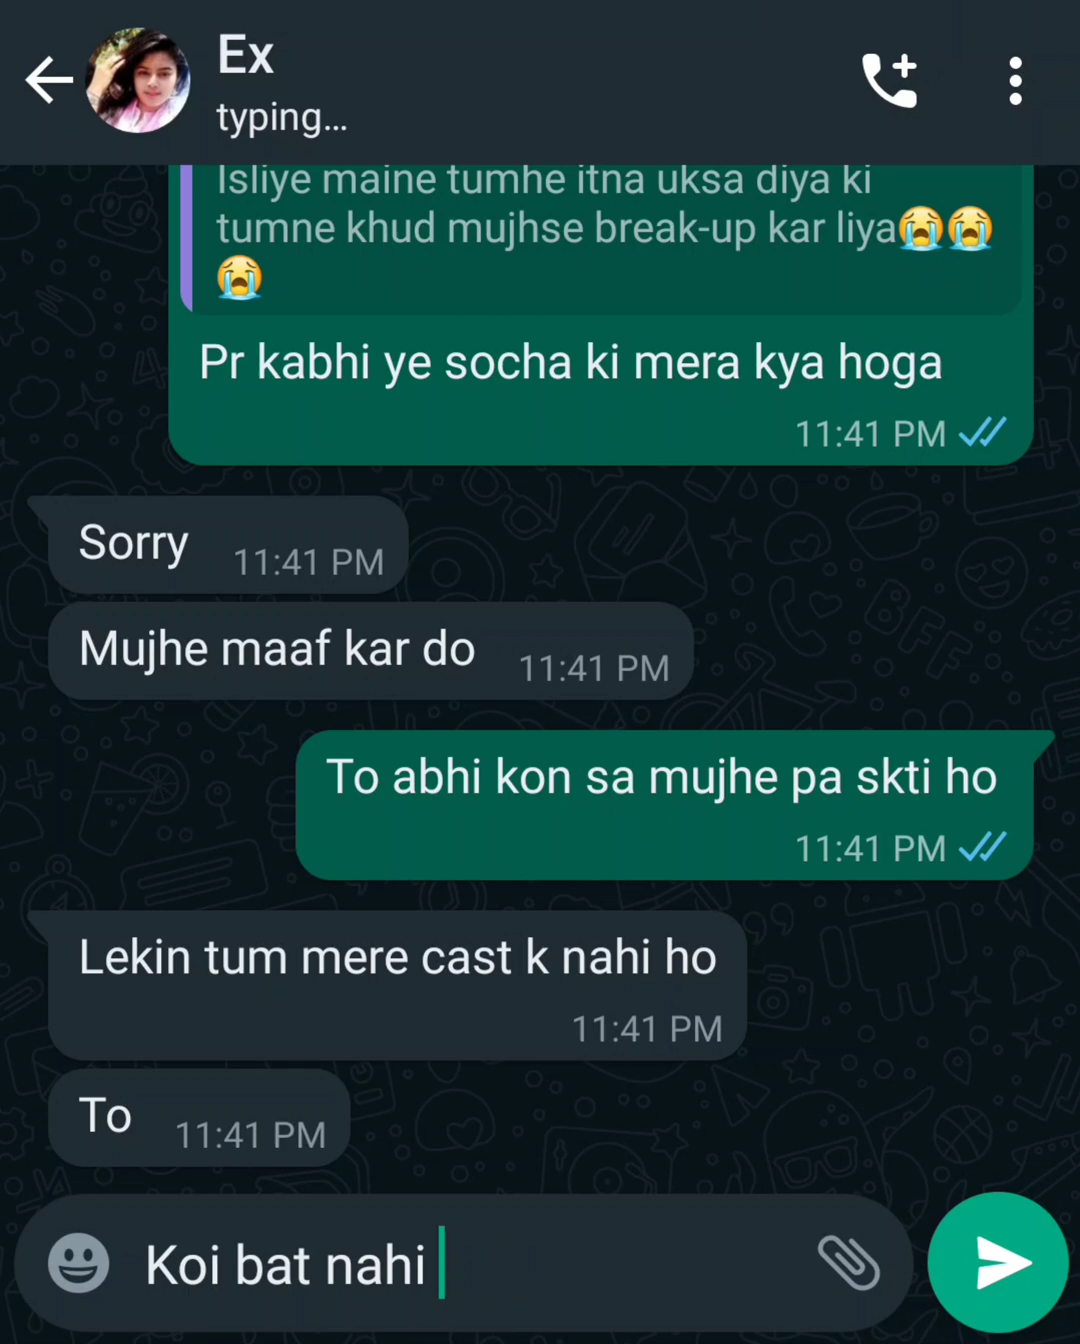 Ex
typing...
Isliye maine tumhe itna uksa diya ki
tumne khud mujhse break-up kar liya😭😭
😭
Pr kabhi ye socha ki mera kya hoga
11:41 PM
Sorry 11:41 PM
Mujhe maaf kar do 11:41 PM
To abhi kon sa mujhe pa skti ho
11:41 PM
Lekin tum mere cast k nahi ho
11:41 PM
To 11:41 PM
Koi bat nahi